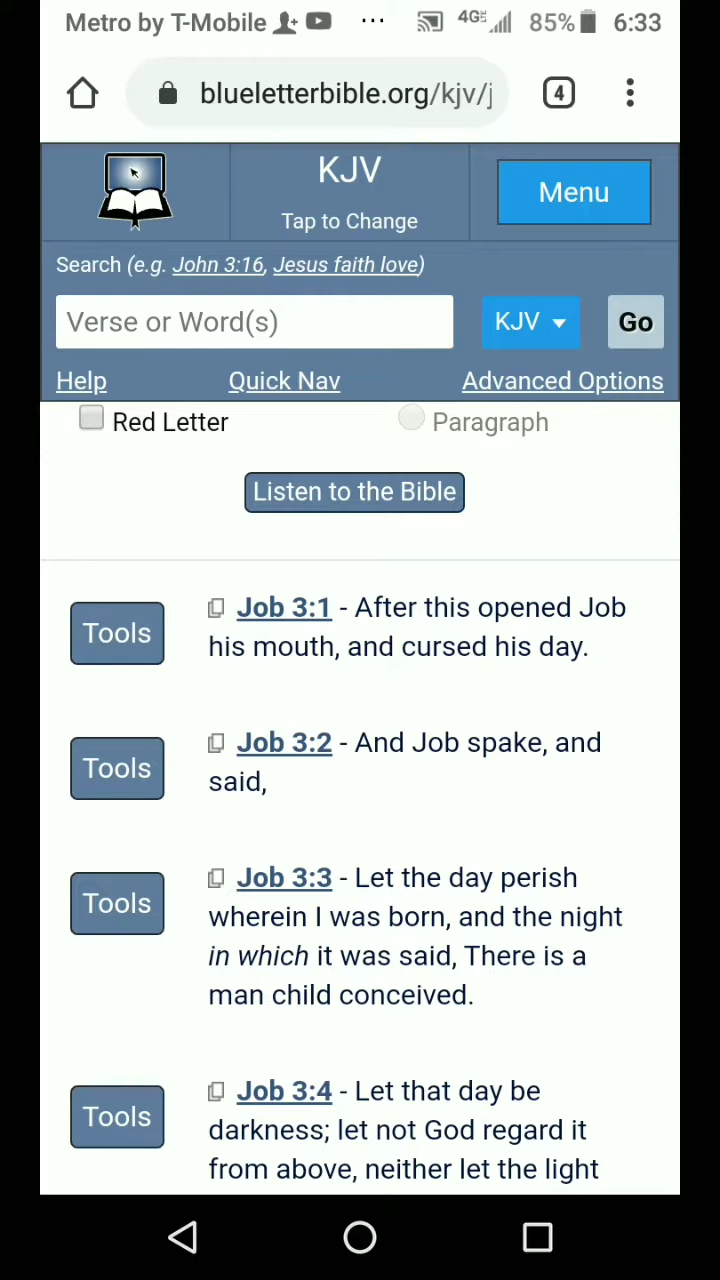 Metro by T-Mobile ... 4G 85% 6:33
blueletterbible.org/kjv/j 4
KJV
Tap to Change
Menu
Search (e.g. John 3:16, Jesus faith love)
Verse or Word(s) KJV Go
Help Quick Nav Advanced Options
Red Letter Paragraph
Listen to the Bible
Tools
Job 3:1 - After this opened Job
his mouth, and cursed his day.
Tools
Job 3:2 - And Job spake, and
said,
Tools
Job 3:3 - Let the day perish
wherein I was born, and the night
in which it was said, There is a
man child conceived.
Tools
Job 3:4 - Let that day be
darkness; let not God regard it
from above, neither let the light